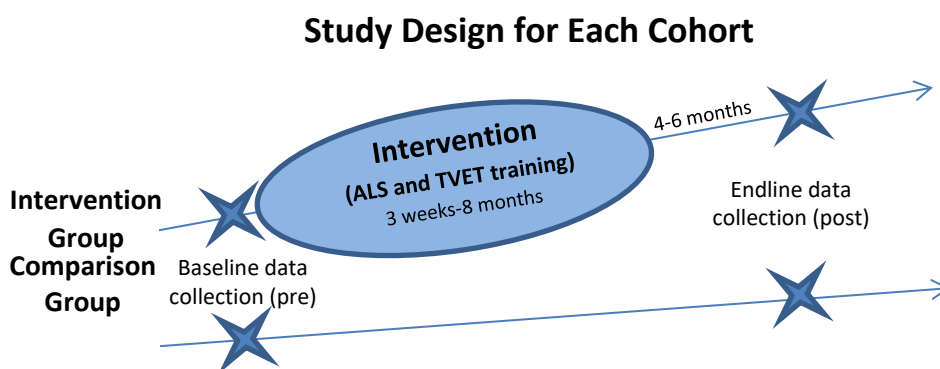 Study Design for Each Cohort
Intervention
(ALS and TVET training)
3 weeks-8 months
4-6 months
Intervention
Group
Comparison
Group
Baseline data
collection (pre)
Endline data
collection (post)